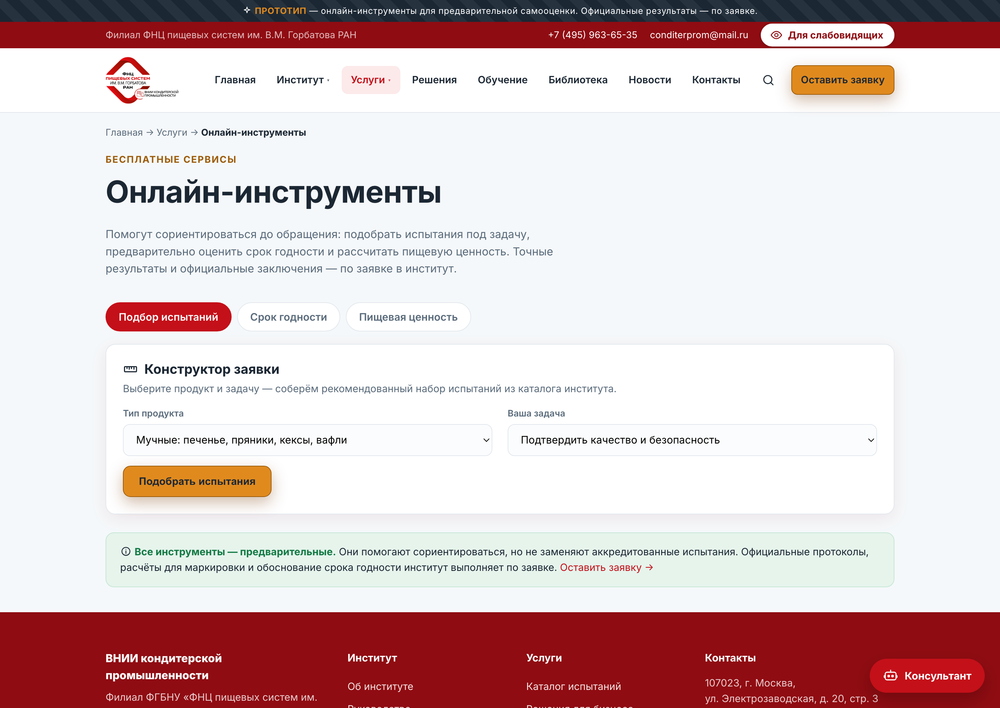 ПРОТОТИП — онлайн-инструменты для предварительной самооценки. Официальные результаты — по заявке.
Филиал ФНЦ пищевых систем им. В.М. Горбатова РАН
+7 (495) 963-65-35
conditerprom@mail.ru
Для слабовидящих
ФНЦ
ПИЩЕВЫХ СИСТЕМ
ИМ. В.М. ГОРБАТОВА
РАН
ВНИИ КОНДИТЕРСКОЙ
ПРОМЫШЛЕННОСТИ
Главная
Институт
Услуги
Решения
Обучение
Библиотека
Новости
Контакты
Оставить заявку
Главная → Услуги → Онлайн-инструменты
БЕСПЛАТНЫЕ СЕРВИСЫ
Онлайн-инструменты
Помогут сориентироваться до обращения: подобрать испытания под задачу,
предварительно оценить срок годности и рассчитать пищевую ценность. Точные
результаты и официальные заключения — по заявке в институт.
Подбор испытаний
Срок годности
Пищевая ценность
Конструктор заявки
Выберите продукт и задачу — соберём рекомендованный набор испытаний из каталога института.
Тип продукта
Ваша задача
Мучные: печенье, пряники, кексы, вафли
Подтвердить качество и безопасность
Подобрать испытания
Все инструменты — предварительные. Они помогают сориентироваться, но не заменяют аккредитованные испытания. Официальные протоколы,
расчёты для маркировки и обоснование срока годности институт выполняет по заявке. Оставить заявку →
ВНИИ кондитерской
промышленности
Филиал ФГБНУ «ФНЦ пищевых систем им.
Институт
Об институте
Руководство
Услуги
Каталог испытаний
Решения для бизнеса
Контакты
107023, г. Москва,
ул. Электрозаводская, д. 20, стр. 3
Консультант